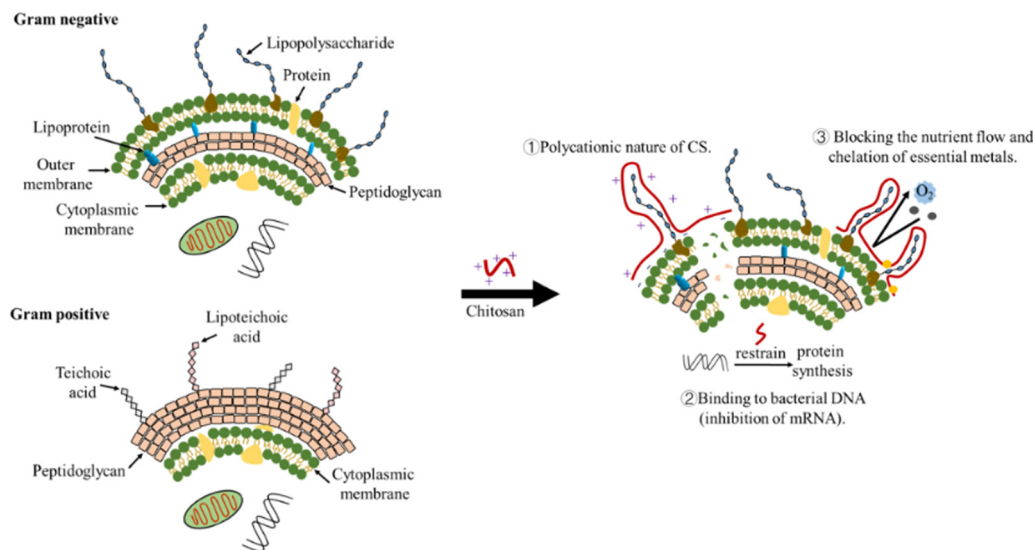 Gram negative
Lipopolysaccharide
Protein
Lipoprotein
Outer
membrane
Cytoplasmic
membrane
Peptidoglycan
Gram positive
Lipoteichoic
acid
Teichoic
acid
Peptidoglycan
Cytoplasmic
membrane
Chitosan
①Polycationic nature of CS.
③ Blocking the nutrient flow and
chelation of essential metals.
O₂
restrain
protein
synthesis
②Binding to bacterial DNA
(inhibition of mRNA).